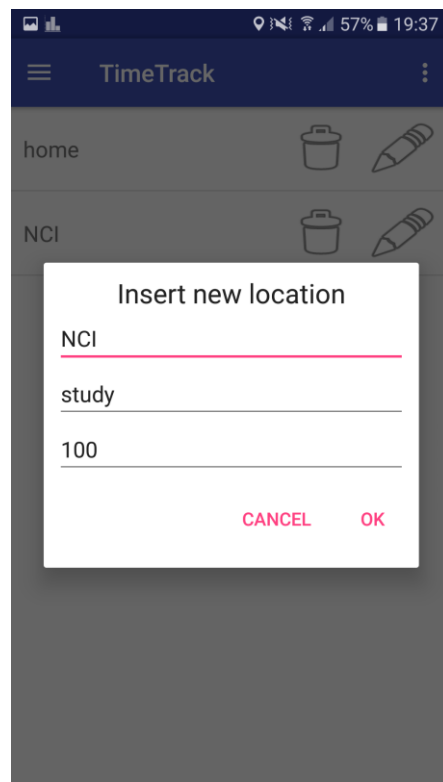 57% 19:37
TimeTrack
home
NCI
Insert new location
NCI
study
100
CANCEL OK